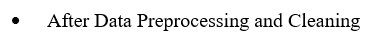 • After Data Preprocessing and Cleaning